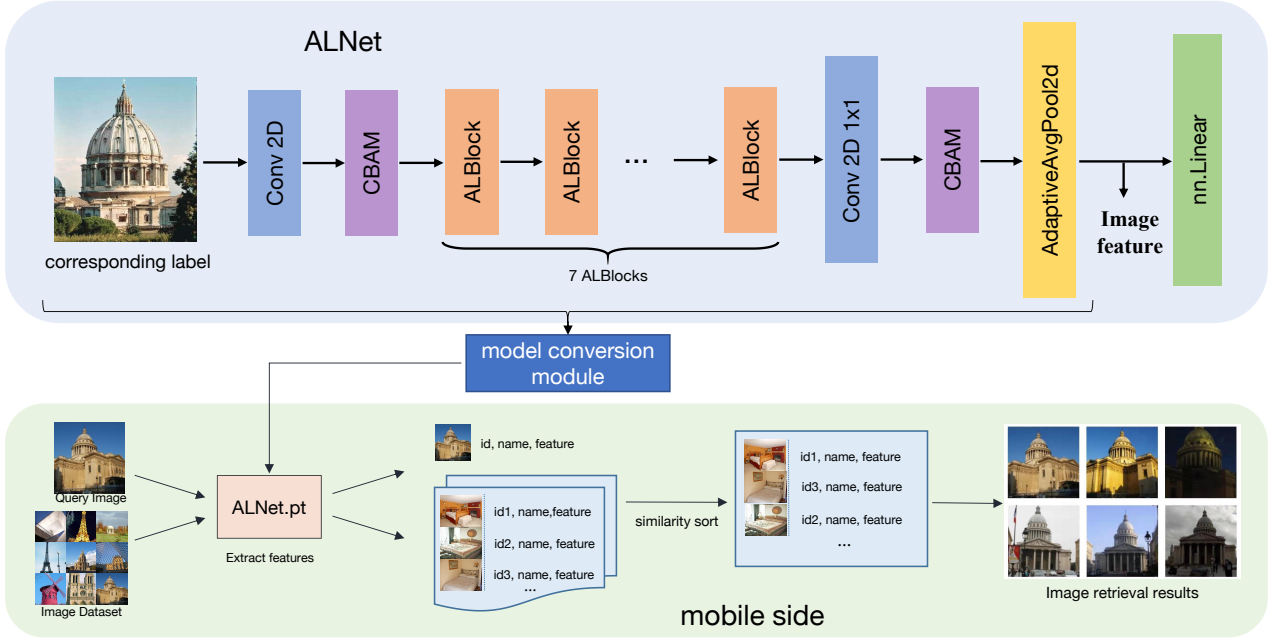 ALNet
corresponding label
Conv 2D
CBAM
ALBlock
ALBlock
...
ALBlock
7 ALBlocks
Conv 2D 1x1
CBAM
AdaptiveAvgPool2d
Image
feature
nn.Linear
model conversion
module
Query Image
Image Dataset
ALNet.pt
Extract features
id, name, feature
id1, name,feature
id2, name, feature
id3, name, feature
...
similarity sort
id1, name, feature
id3, name, feature
id2, name, feature
...
Image retrieval results
mobile side